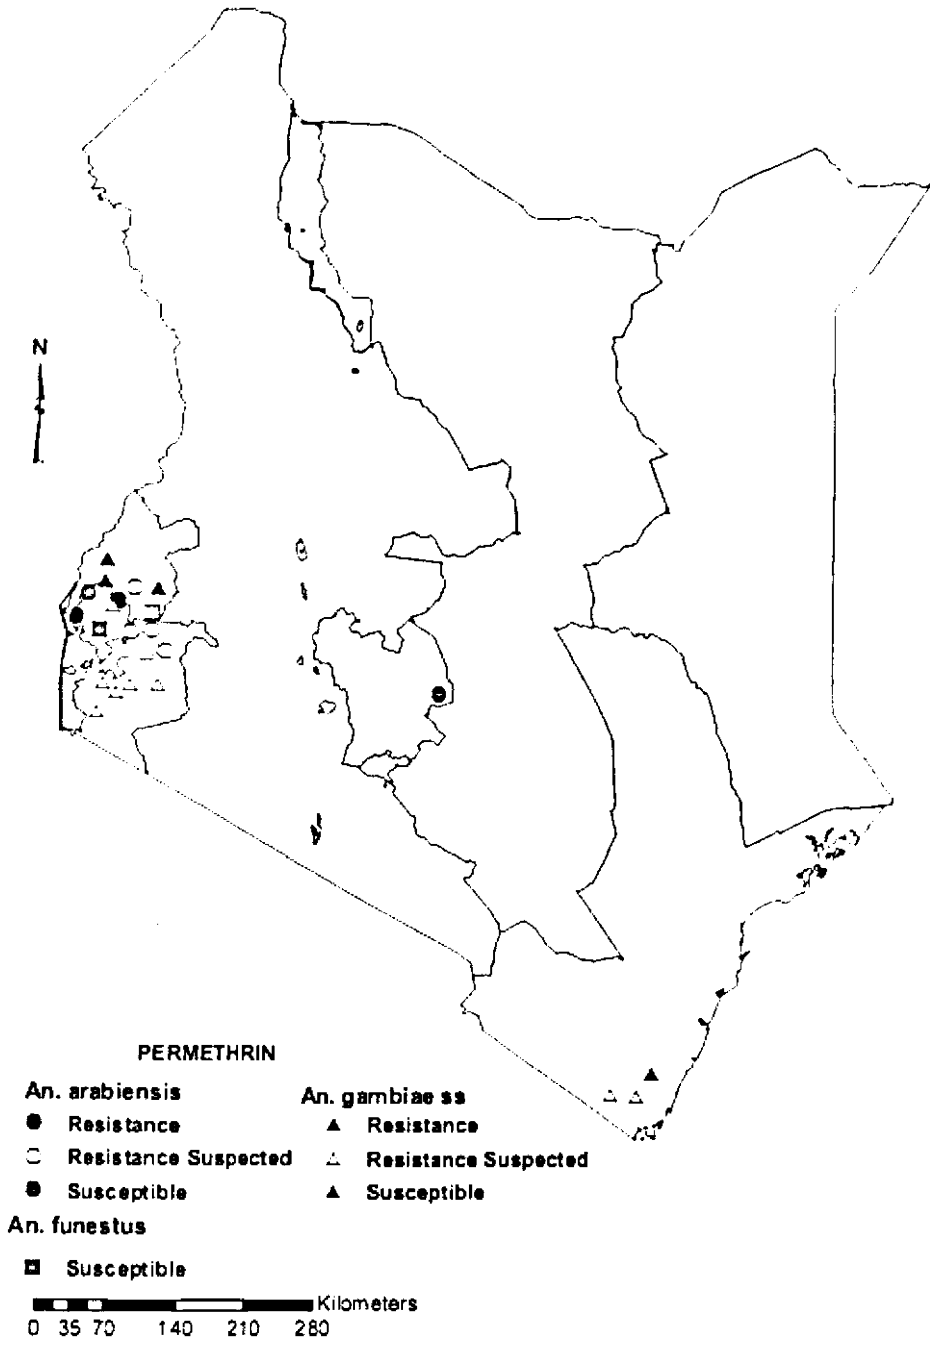 N
PERMETHRIN
An. arabiensis
Resistance
Resistance Suspected
Susceptible
An. gambiae ss
Resistance
Resistance Suspected
Susceptible
An. funestus
Susceptible
Kilometers
0 35 70 140 210 280